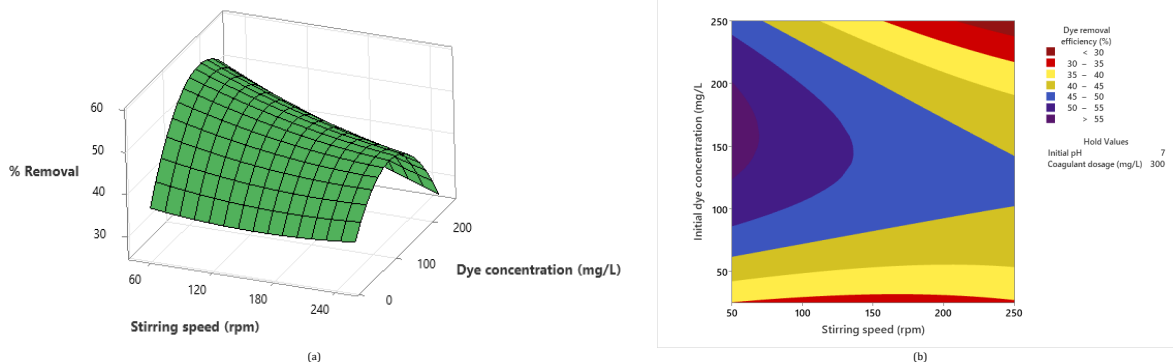 60
50
40
30
% Removal
200
100
0
Dye concentration (mg/L)
60
120
180
240
Stirring speed (rpm)
(a)
250
200
150
100
50
Initial dye concentration (mg/L)
50 100 150 200 250
Stirring speed (rpm)
Dye removal
efficiency (%)
< 30
30 – 35
35 – 40
40 – 45
45 – 50
50 – 55
> 55
Hold Values
Initial pH 7
Coagulant dosage (mg/L) 300
(b)